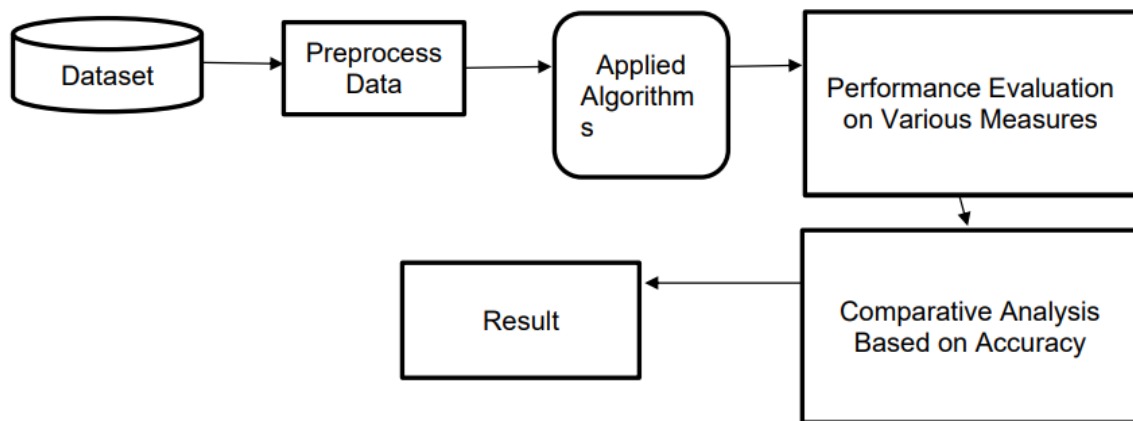 Dataset
Preprocess
Data
Applied
Algorithm
s
Performance Evaluation
on Various Measures
Result
Comparative Analysis
Based on Accuracy